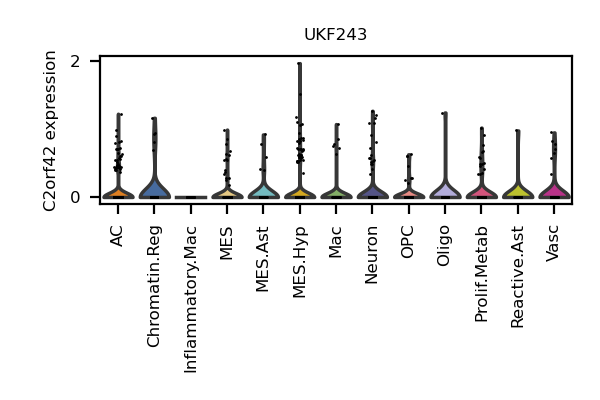 UKF243
C2orf42 expression
2
0
AC
Chromatin.Reg
Inflammatory.Mac
MES
MES.Ast
MES.Hyp
Mac
Neuron
OPC
Oligo
Prolif.Metab
Reactive.Ast
Vasc